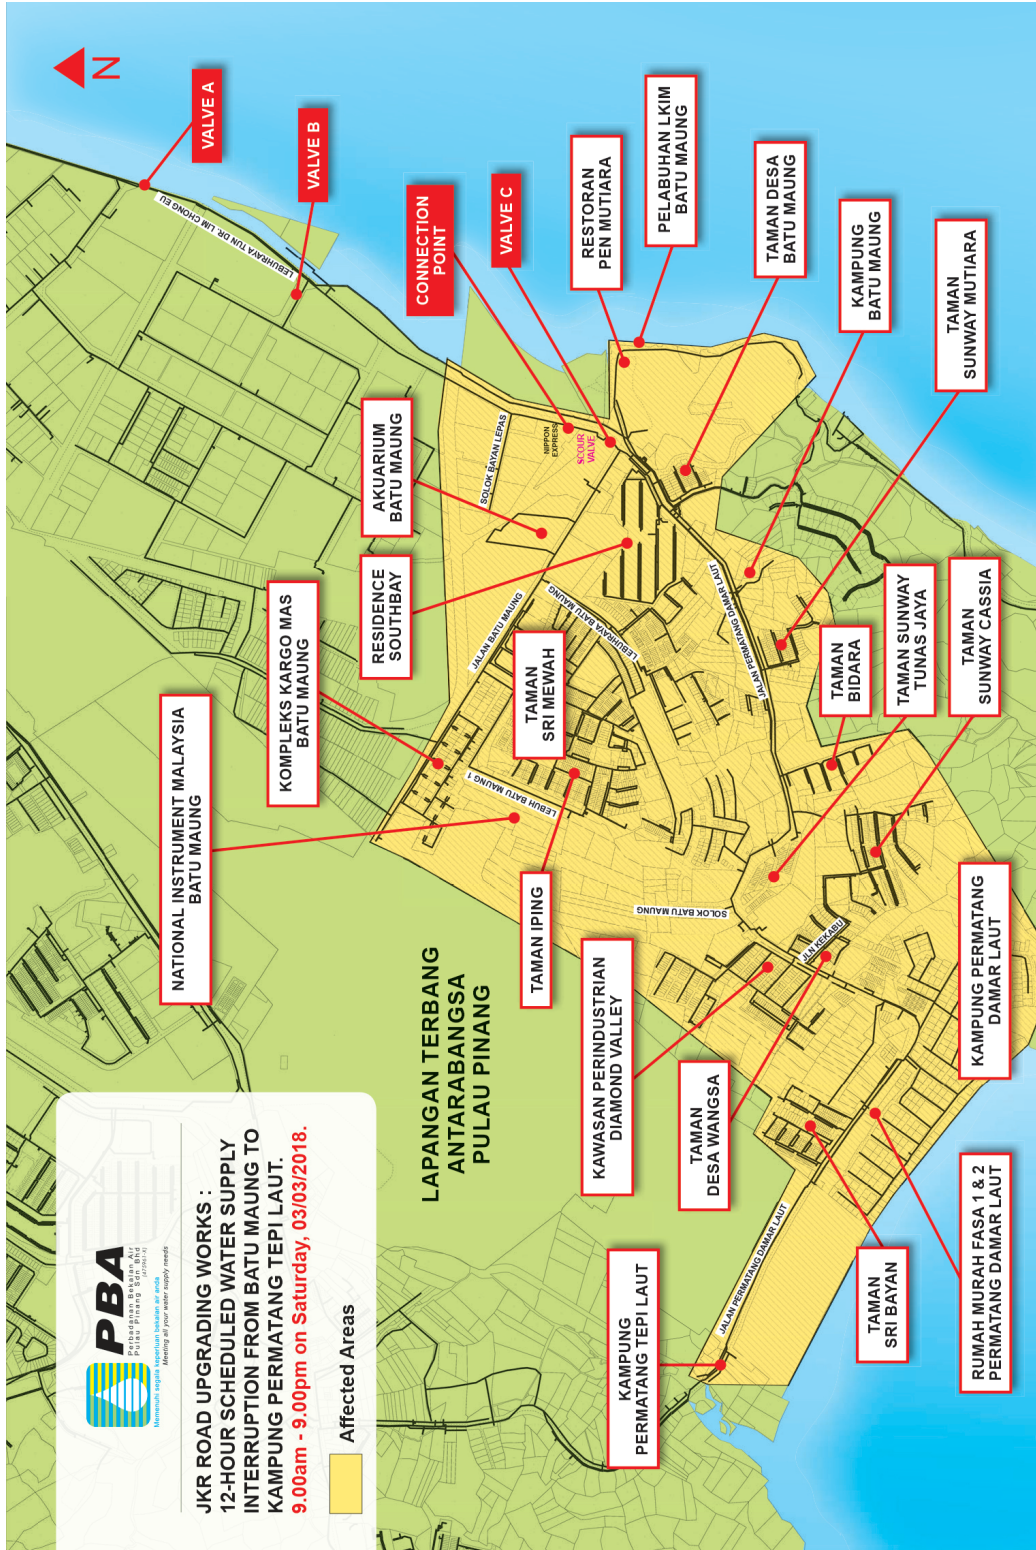 PBA
Perbadanan Bekalan Air
Pulau Pinang Sdn Bhd
(475961-X)
Memenuhi segala keperluan bekalan air anda
Meeting all your water supply needs
JKR ROAD UPGRADING WORKS :
12-HOUR SCHEDULED WATER SUPPLY
INTERRUPTION FROM BATU MAUNG TO
KAMPUNG PERMATANG TEPI LAUT.
9.00am - 9.00pm on Saturday, 03/03/2018.
Affected Areas
N
VALVE A
VALVE B
CONNECTION
POINT
VALVE C
RESTORAN
PEN MUTIARA
PELABUHAN LKIM
BATU MAUNG
TAMAN DESA
BATU MAUNG
KAMPUNG
BATU MAUNG
TAMAN
SUNWAY MUTIARA
LEBUHRAYA TUN DR. LIM CHONG EU
AKUARIUM
BATU MAUNG
RESIDENCE
SOUTHBAY
KOMPLEKS KARGO MAS
BATU MAUNG
NATIONAL INSTRUMENT MALAYSIA
BATU MAUNG
SOLOK BAYAN LEPAS
NIPPON
EXPRESS
SCOUR
VALVE
JALAN BATU MAUNG
LEBUHRAYA BATU MAUNG
TAMAN
SRI MEWAH
LEBUH BATU MAUNG 1
TAMAN IPING
JALAN PERMATANG DAMAR LAUT
TAMAN
BIDARA
TAMAN SUNWAY
TUNAS JAYA
TAMAN
SUNWAY CASSIA
SOLOK BATU MAUNG
JLN KEKABU
LAPANGAN TERBANG
ANTARABANGSA
PULAU PINANG
KAWASAN PERINDUSTRIAN
DIAMOND VALLEY
TAMAN
DESA WANGSA
KAMPUNG PERMATANG
DAMAR LAUT
JALAN PERMATANG DAMAR LAUT
KAMPUNG
PERMATANG TEPI LAUT
TAMAN
SRI BAYAN
RUMAH MURAH FASA 1 & 2
PERMATANG DAMAR LAUT